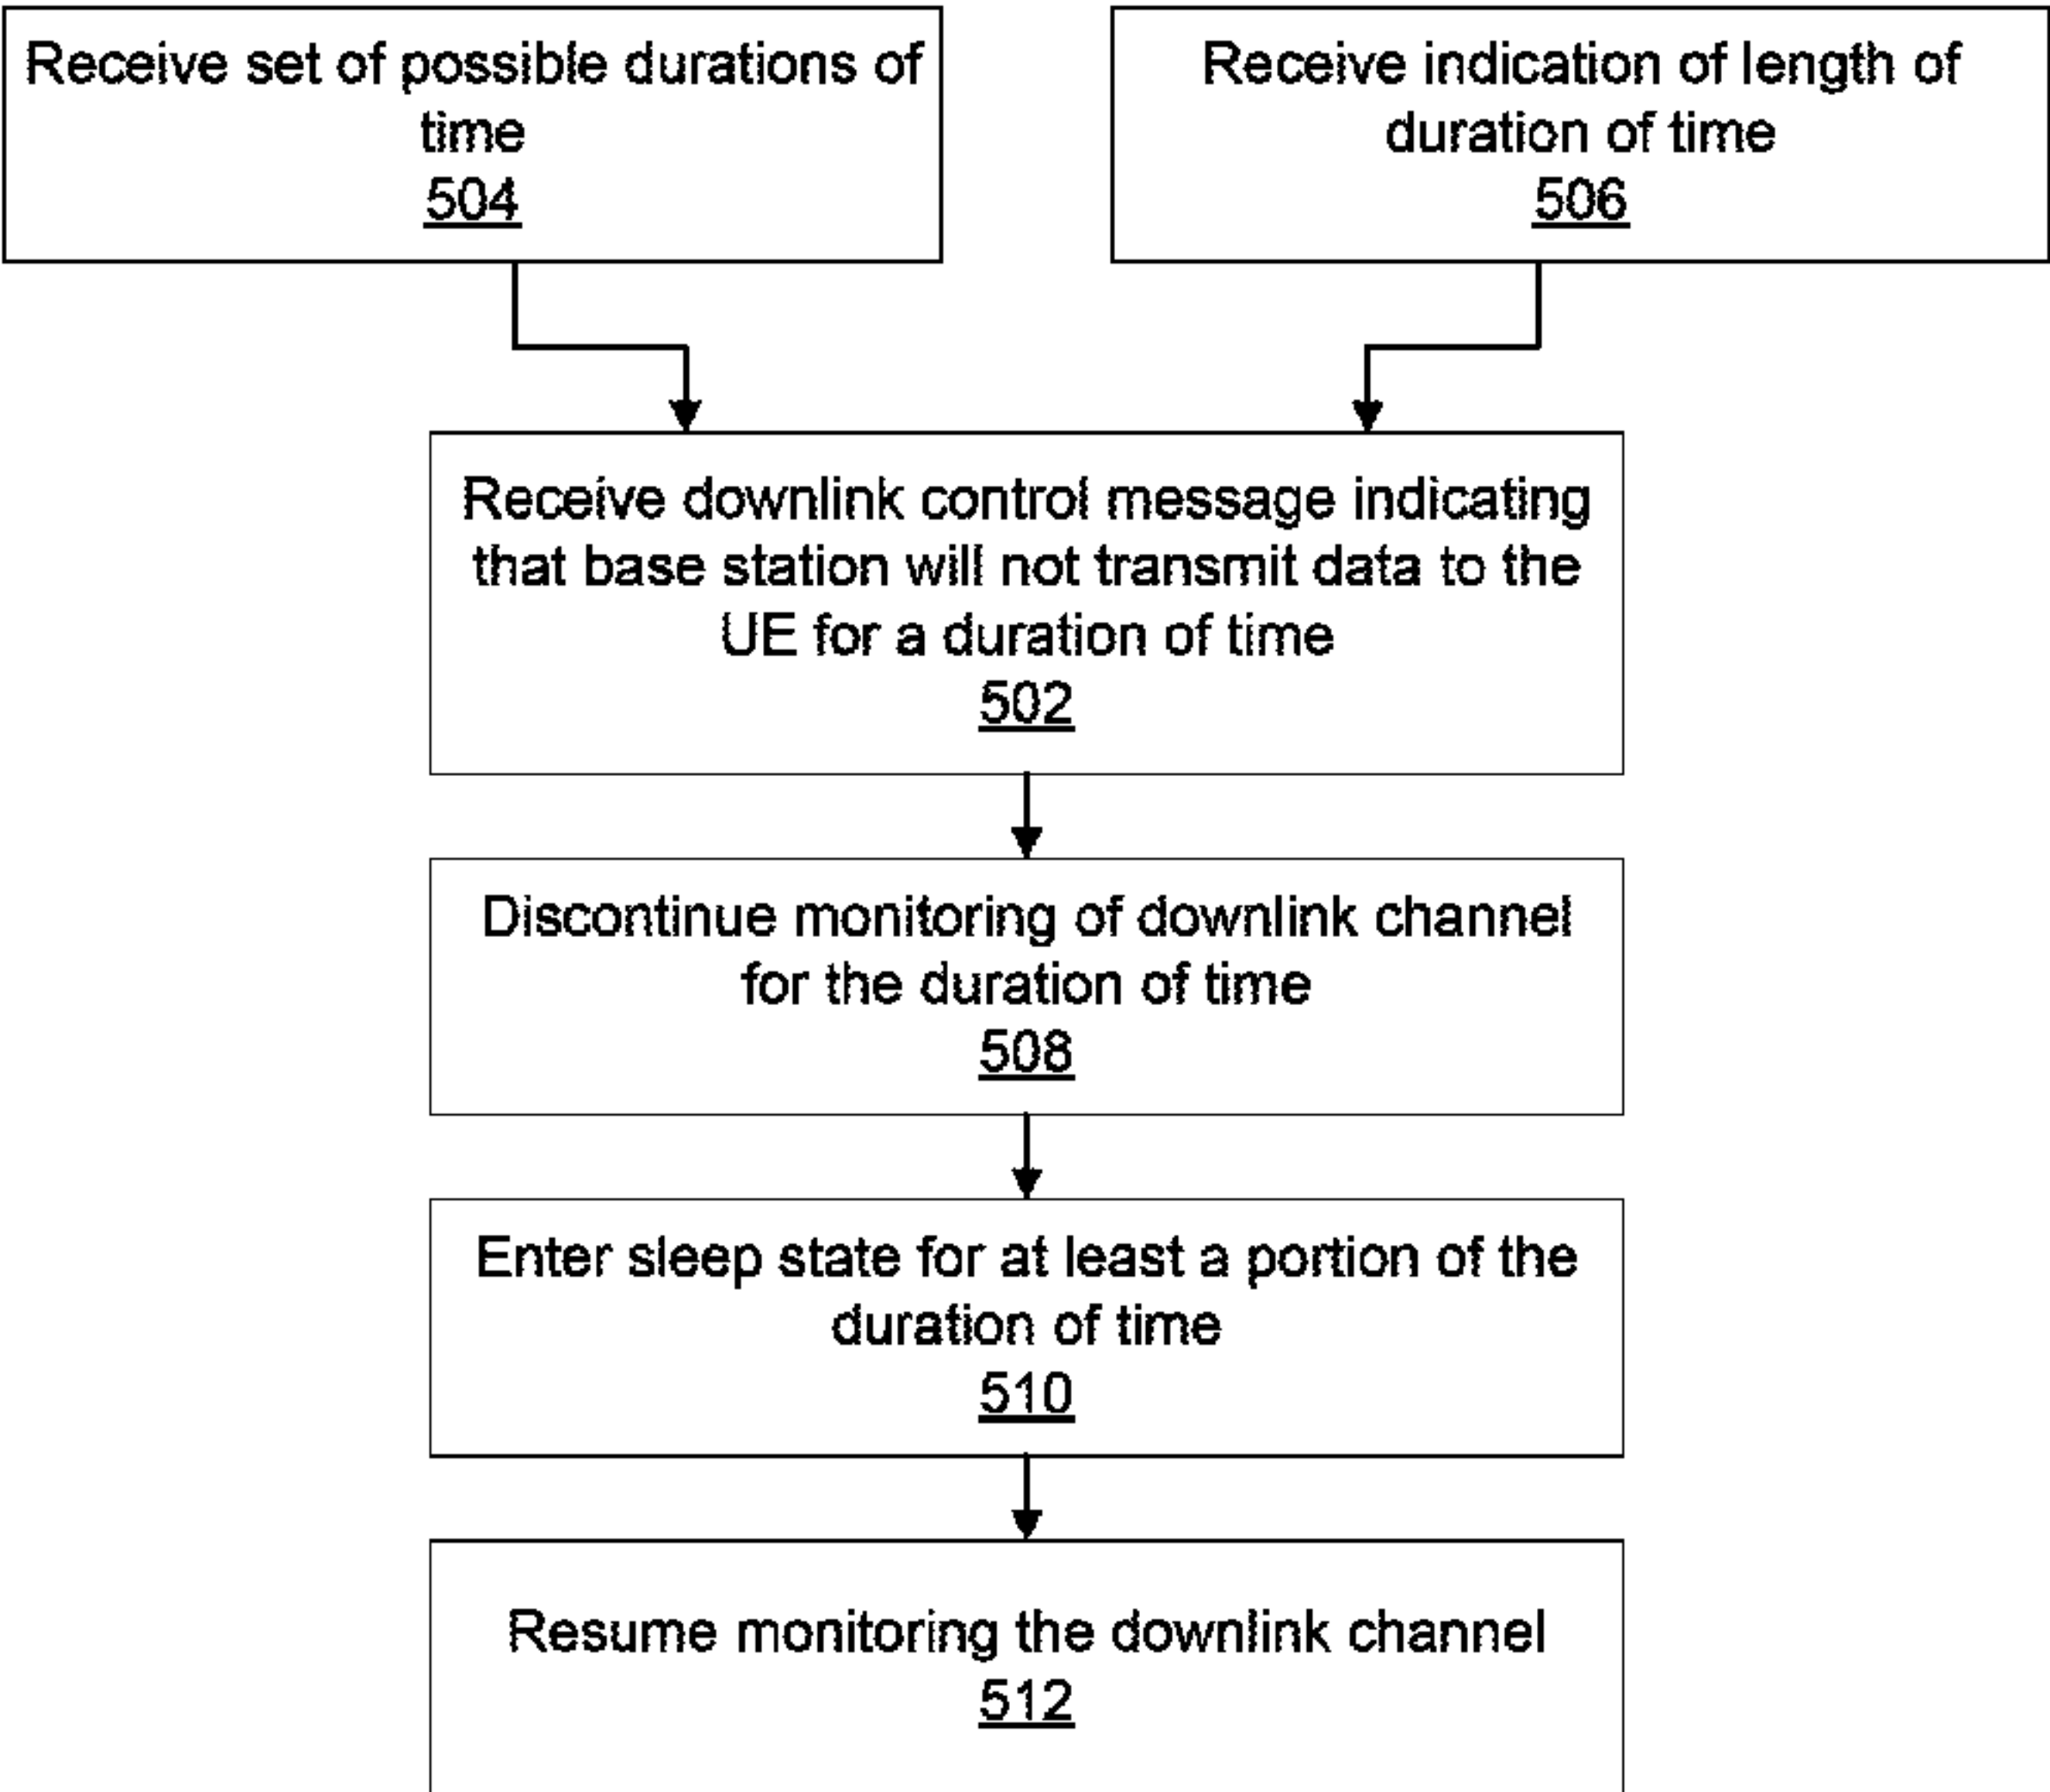 Receive set of possible durations of
time
504
Receive indication of length of
duration of time
506
Receive downlink control message indicating
that base station will not transmit data to the
UE for a duration of time
502
Discontinue monitoring of downlink channel
for the duration of time
508
Enter sleep state for at least a portion of the
duration of time
510
Resume monitoring the downlink channel
512